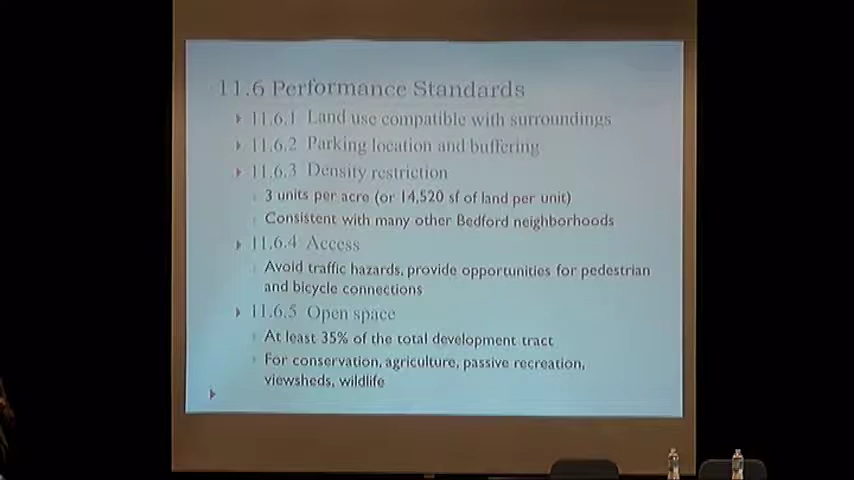 11.6 Performance Standards
11.6.1 Land use compatible with surroundings
11.6.2 Parking location and buffering
11.6.3 Density restriction
3 units per acre (or 14,520 sf of land per unit)
Consistent with many other Bedford neighborhoods
11.6.4 Access
Avoid traffic hazards, provide opportunities for pedestrian
and bicycle connections
11.6.5 Open space
At least 35% of the total development tract
For conservation, agriculture, passive recreation,
viewsheds, wildlife